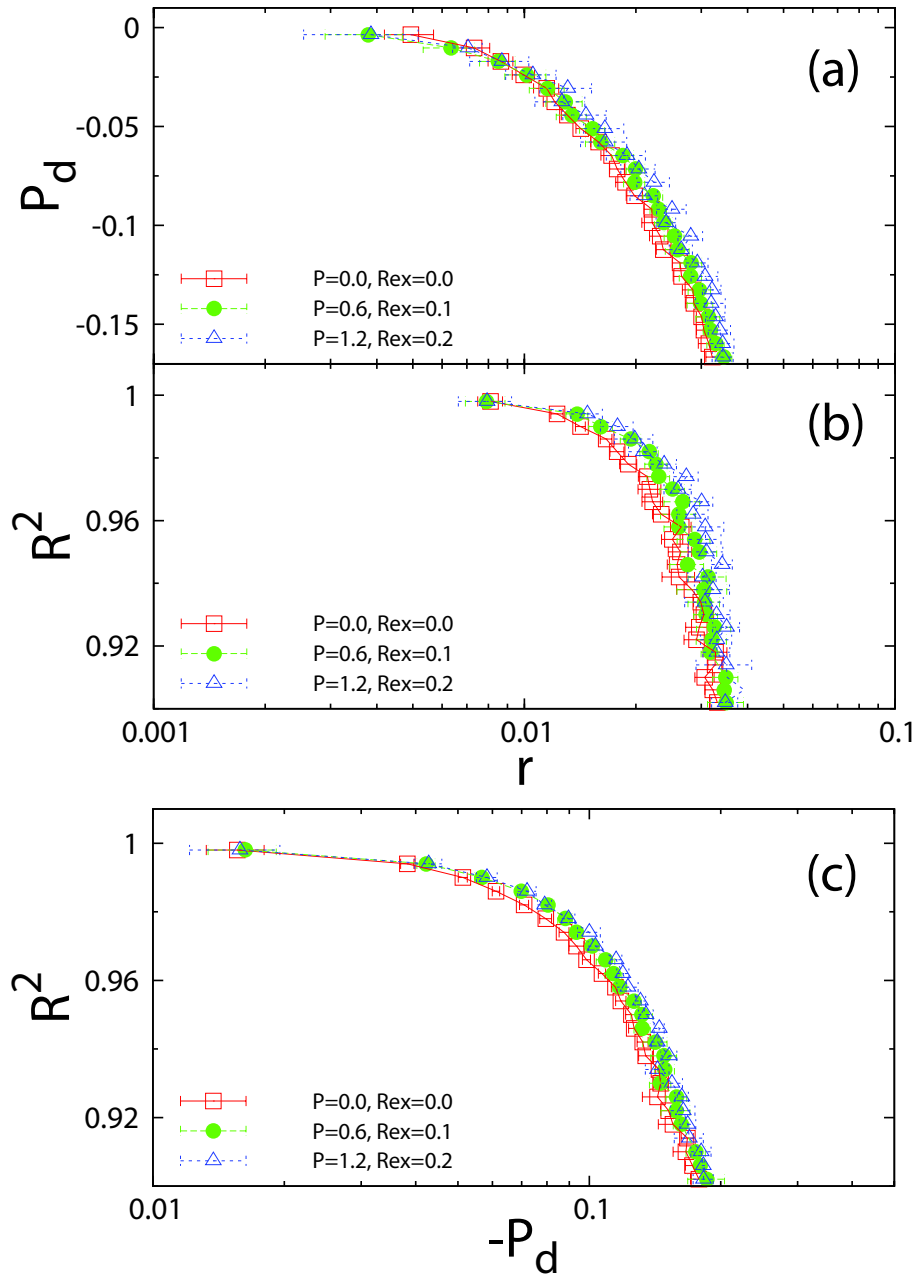 (a)
0
-0.05
-0.1
-0.15
P_d
P=0.0, Rex=0.0
P=0.6, Rex=0.1
P=1.2, Rex=0.2
(b)
1
0.96
0.92
R²
P=0.0, Rex=0.0
P=0.6, Rex=0.1
P=1.2, Rex=0.2
0.001 0.01 0.1
r
(c)
1
0.96
0.92
R²
P=0.0, Rex=0.0
P=0.6, Rex=0.1
P=1.2, Rex=0.2
0.01 0.1
-P_d